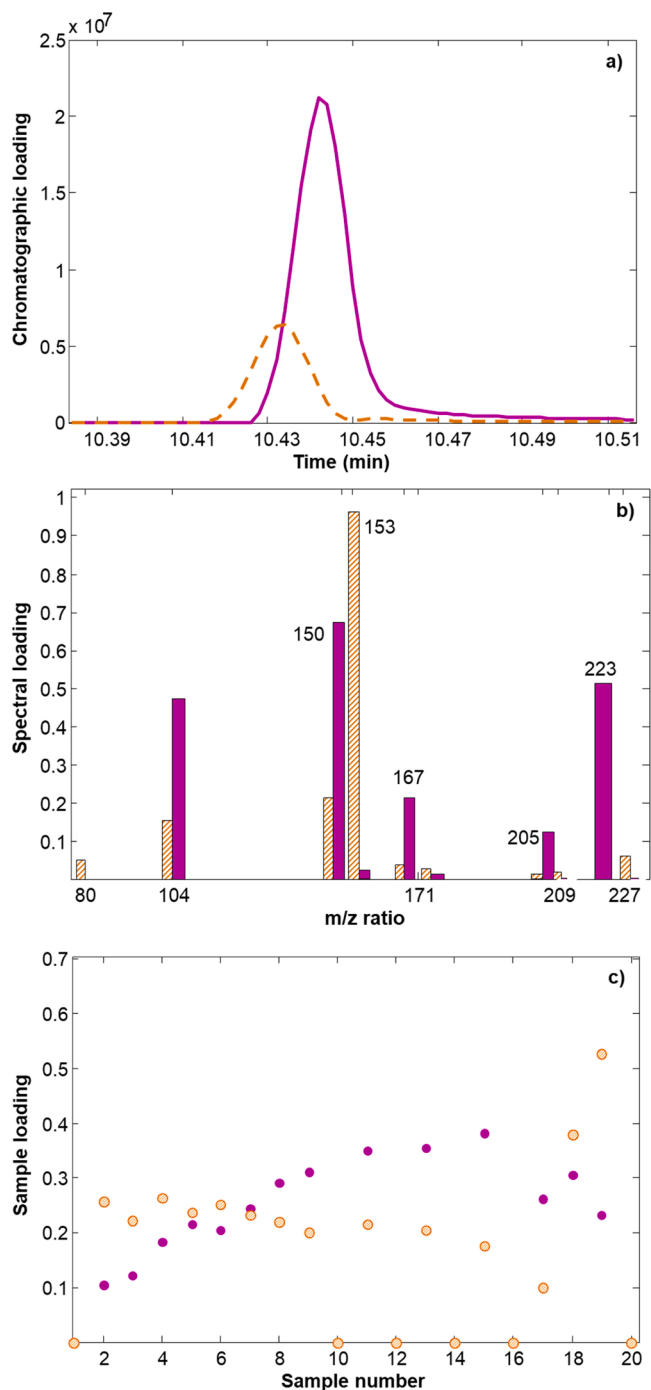 x 10⁷
a)
2.5
2
1.5
1
0.5
0
Chromatographic loading
10.39 10.41 10.43 10.45 10.47 10.49 10.51
Time (min)
b)
1
0.9
0.8
0.7
0.6
0.5
0.4
0.3
0.2
0.1
Spectral loading
153
150
223
167
205
80 104 171 209 227
m/z ratio
c)
0.7
0.6
0.5
0.4
0.3
0.2
0.1
Sample loading
2 4 6 8 10 12 14 16 18 20
Sample number